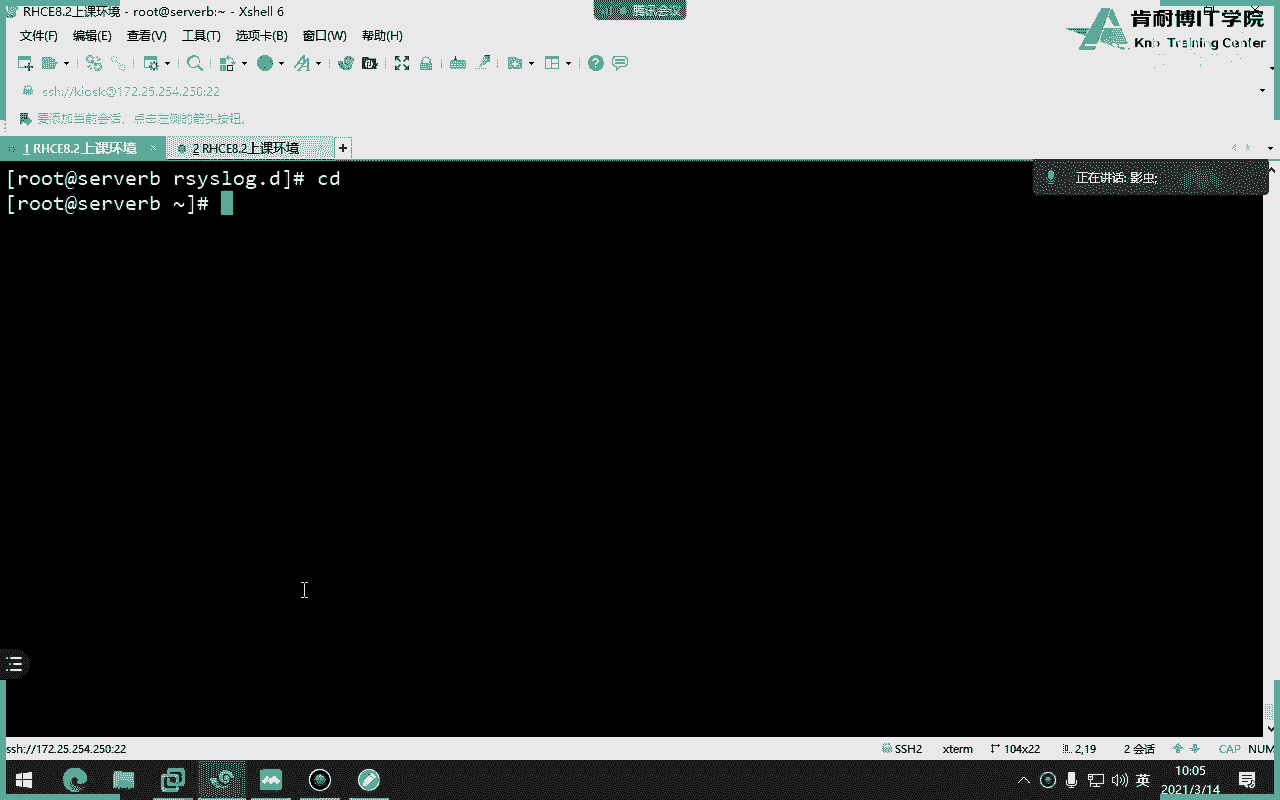 RHCE8.2上课环境 - root@serverb:~ - Xshell 6
腾讯会议
肯耐博IT学院
Knb Training Center
文件(F) 编辑(E) 查看(V) 工具(T) 选项卡(B) 窗口(W) 帮助(H)
ssh://kiosk@172.25.254.250:22
要添加当前会话，点击左侧的箭头按钮。
1 RHCE8.2上课环境 × 2 RHCE8.2上课环境 +
[root@serverb rsyslog.d]# cd
正在讲话: 影虫;
[root@serverb ~]#
ssh://172.25.254.250:22 SSH2 xterm 104x22 2,19 2 会话 CAP NUM
英 10:05
2021/3/14